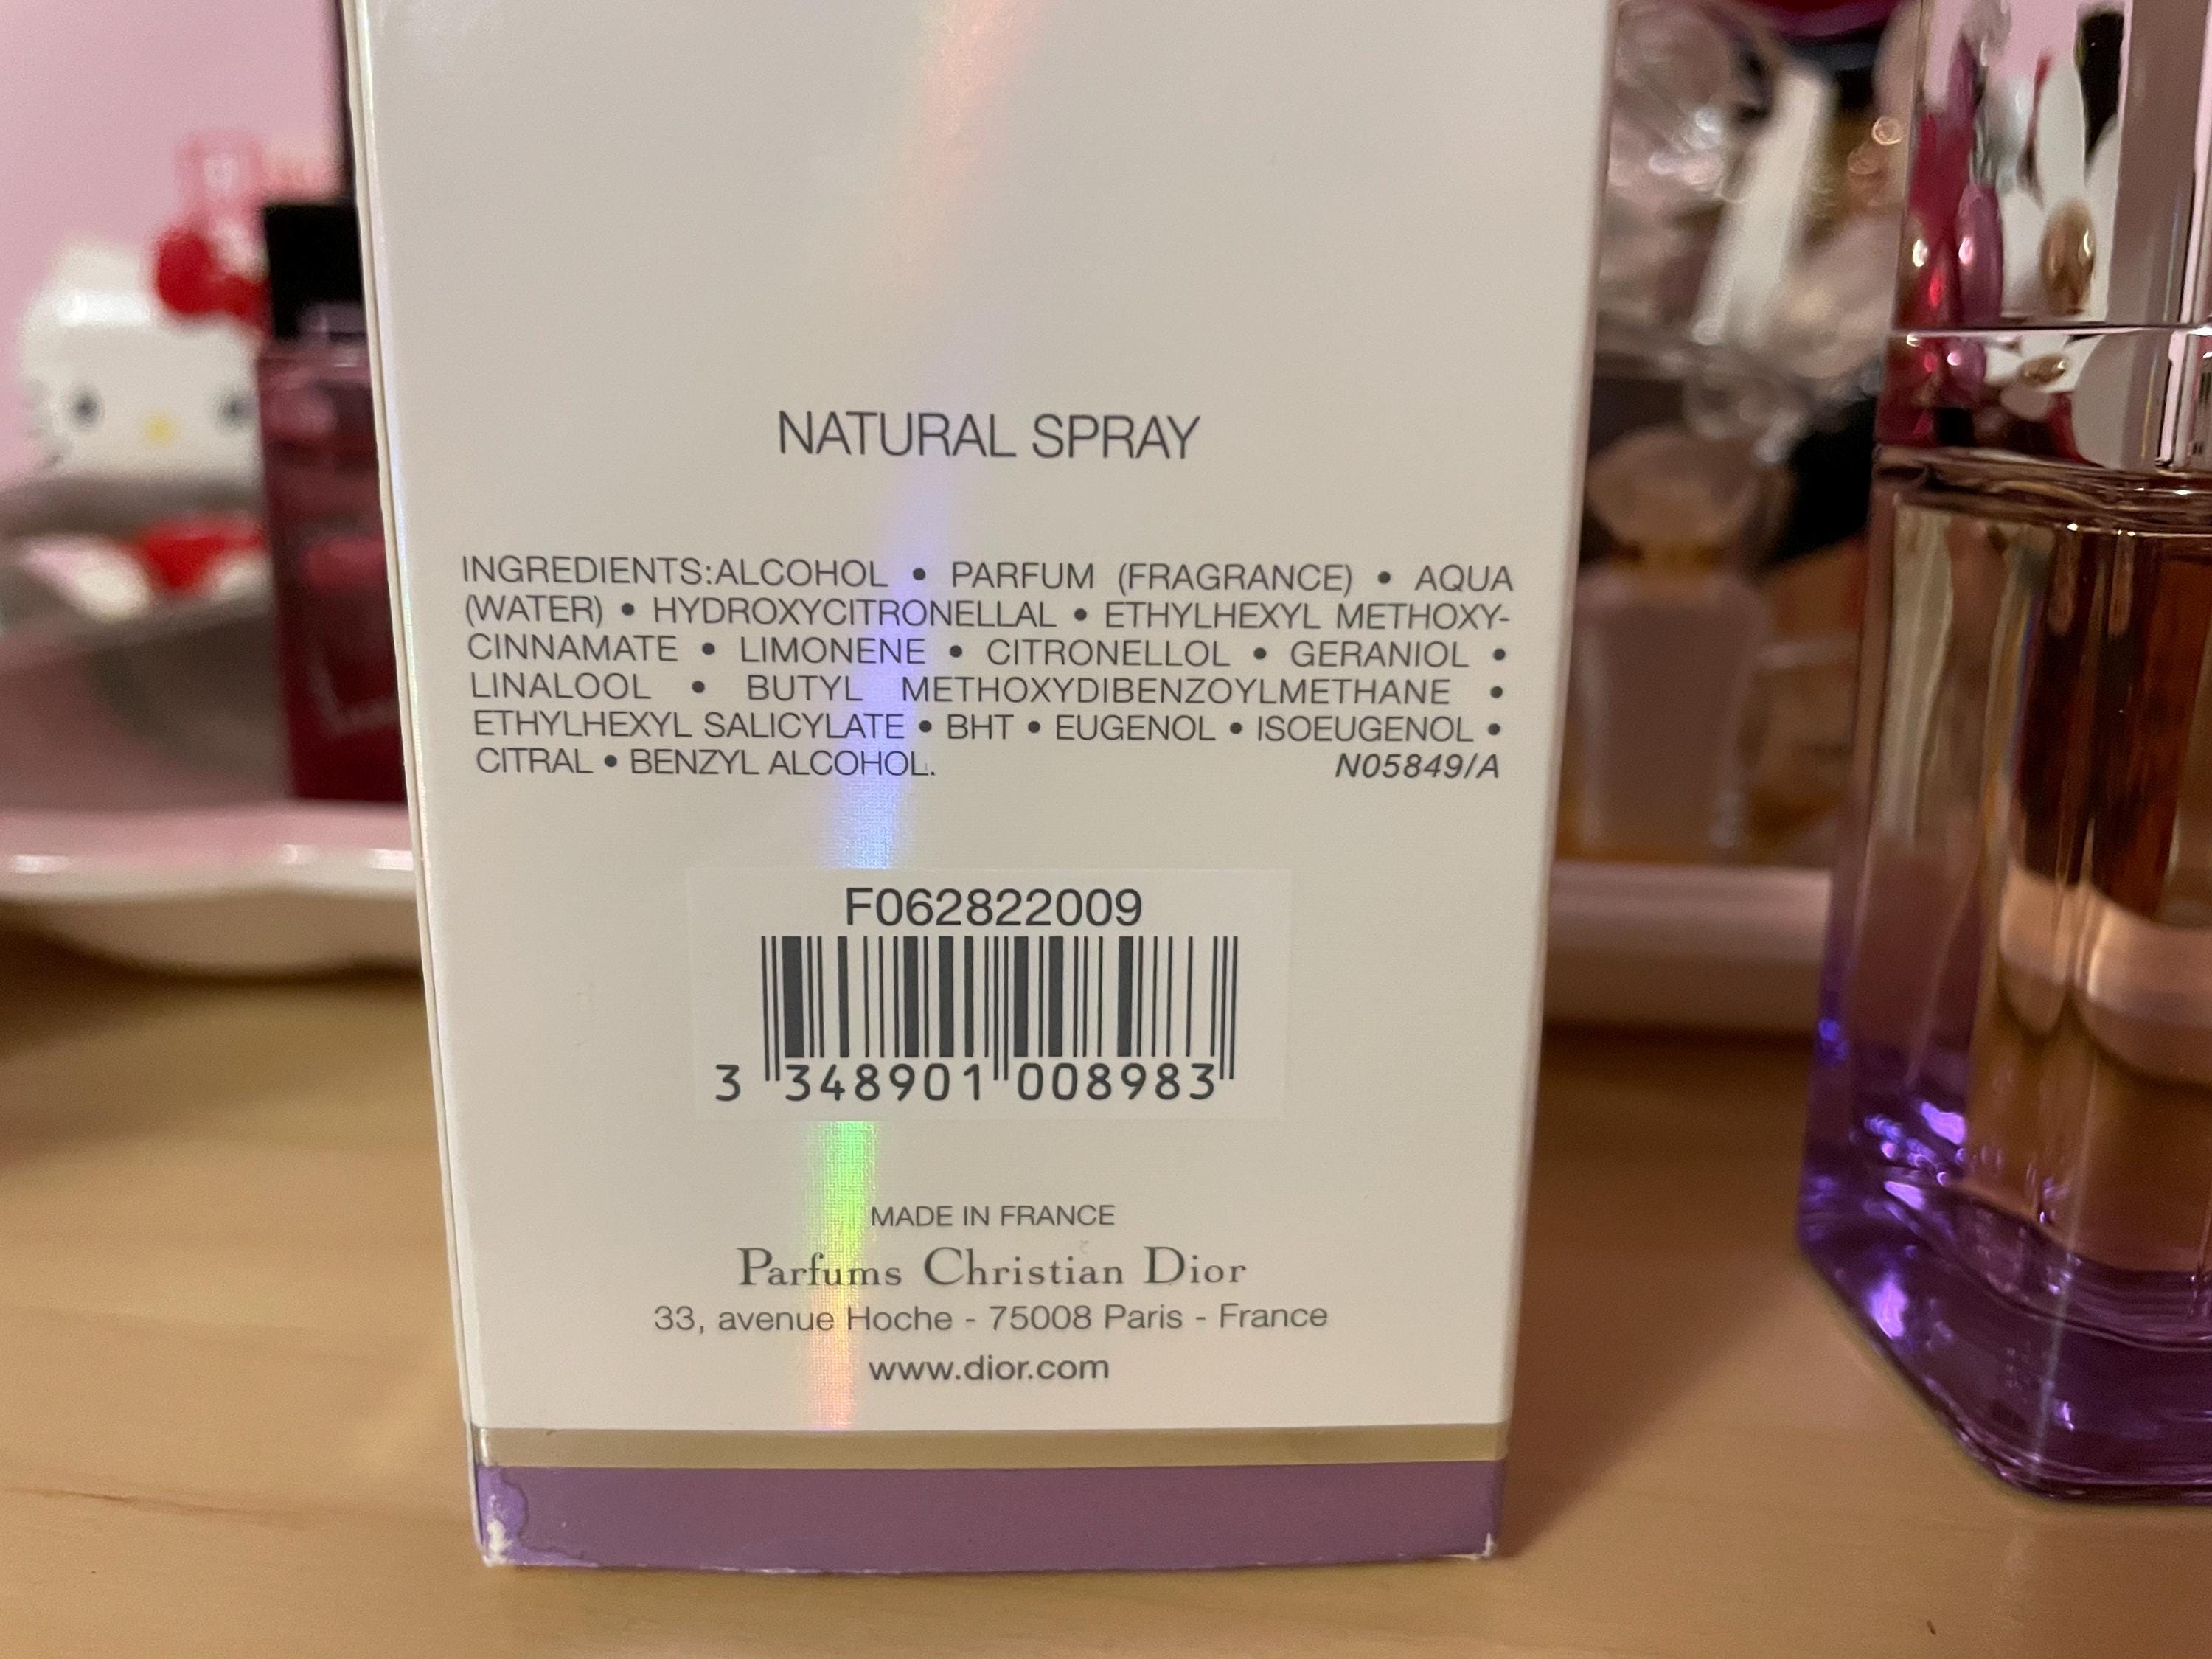 NATURAL SPRAY
INGREDIENTS:ALCOHOL • PARFUM (FRAGRANCE) • AQUA
(WATER) • HYDROXYCITRONELLAL • ETHYLHEXYL METHOXY-
CINNAMATE • LIMONENE • CITRONELLOL • GERANIOL •
LINALOOL • BUTYL METHOXYDIBENZOYLMETHANE •
ETHYLHEXYL SALICYLATE • BHT • EUGENOL • ISOEUGENOL •
CITRAL • BENZYL ALCOHOL. N05849/A
F062822009
3 348901 008983
MADE IN FRANCE
Parfums Christian Dior
33, avenue Hoche - 75008 Paris - France
www.dior.com